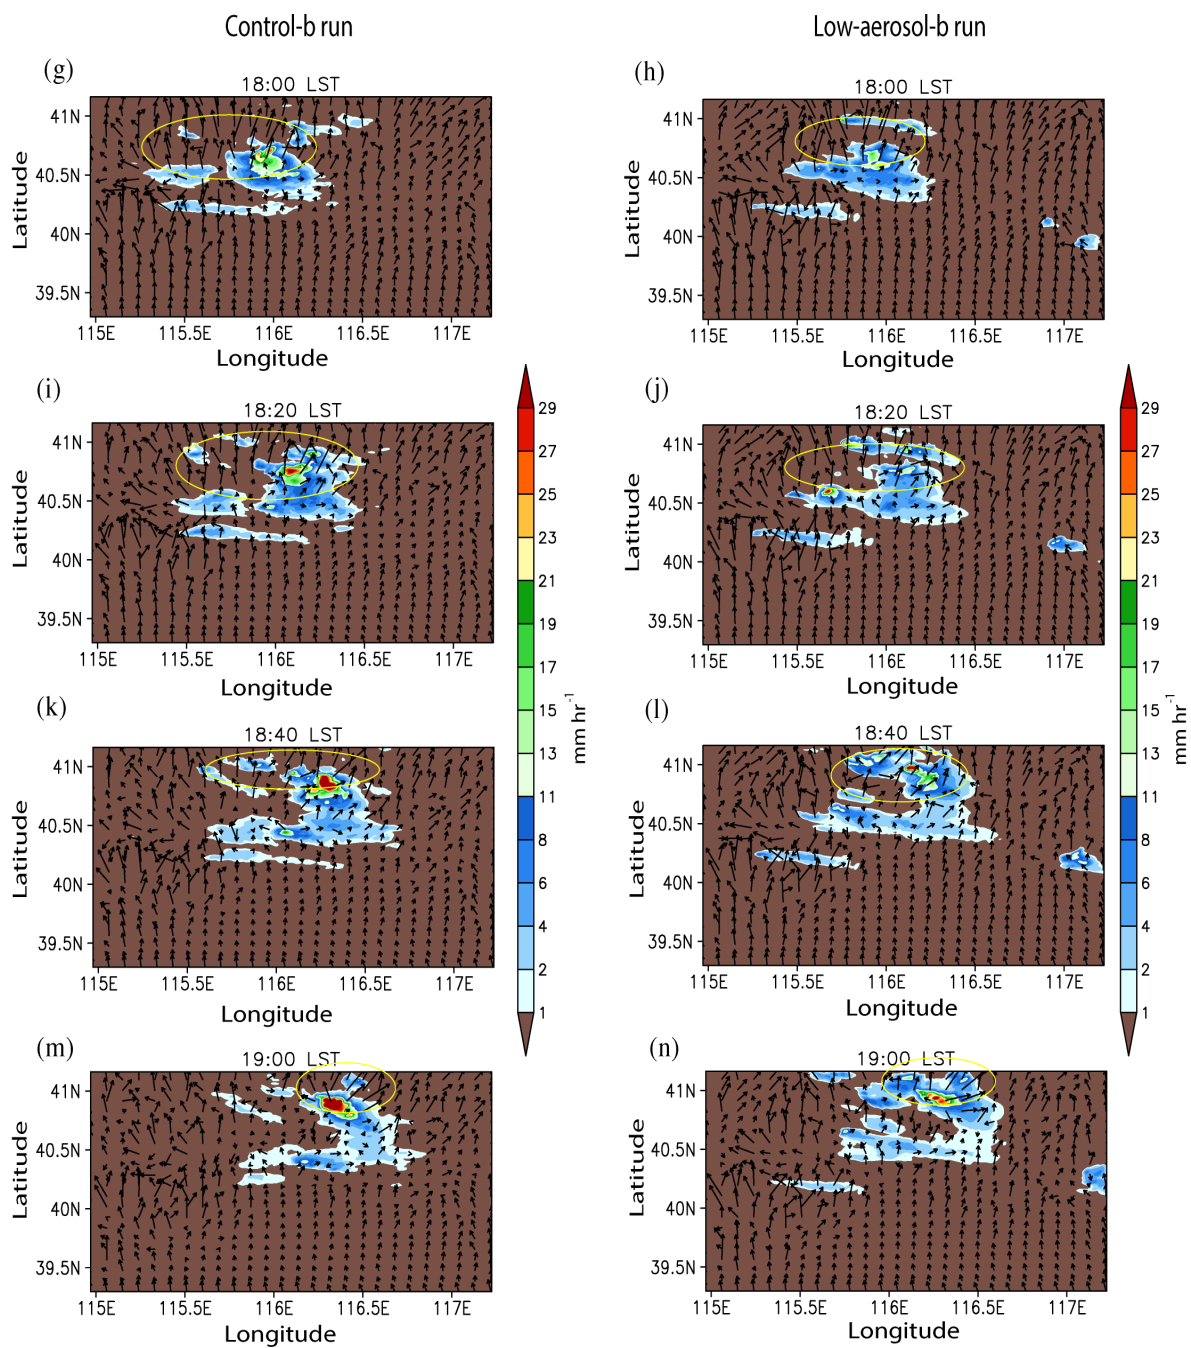 Control-b run
Low-aerosol-b run
(g)
18:00 LST
41N
40.5N
40N
39.5N
115E 115.5E 116E 116.5E 117E
Latitude
Longitude
(h)
18:00 LST
41N
40.5N
40N
39.5N
115E 115.5E 116E 116.5E 117E
Latitude
Longitude
(i)
18:20 LST
41N
40.5N
40N
39.5N
115E 115.5E 116E 116.5E 117E
Latitude
Longitude
29
27
25
23
21
19
17
15
13
11
8
6
4
2
1
mm hr-1
(j)
18:20 LST
41N
40.5N
40N
39.5N
115E 115.5E 116E 116.5E 117E
Latitude
Longitude
29
27
25
23
21
19
17
15
13
11
8
6
4
2
1
mm hr-1
(k)
18:40 LST
41N
40.5N
40N
39.5N
115E 115.5E 116E 116.5E 117E
Latitude
Longitude
(l)
18:40 LST
41N
40.5N
40N
39.5N
115E 115.5E 116E 116.5E 117E
Latitude
Longitude
(m)
19:00 LST
41N
40.5N
40N
39.5N
115E 115.5E 116E 116.5E 117E
Latitude
Longitude
(n)
19:00 LST
41N
40.5N
40N
39.5N
115E 115.5E 116E 116.5E 117E
Latitude
Longitude